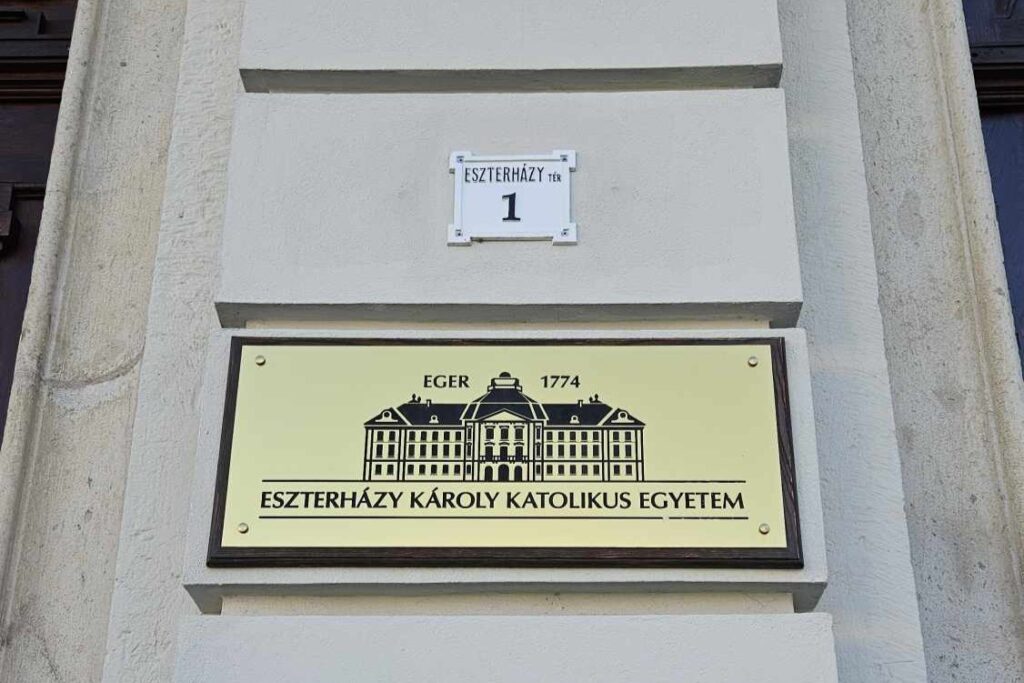 ESZTERHÁZY TÉR
1
EGER 1774
ESZTERHÁZY KÁROLY KATOLIKUS EGYETEM